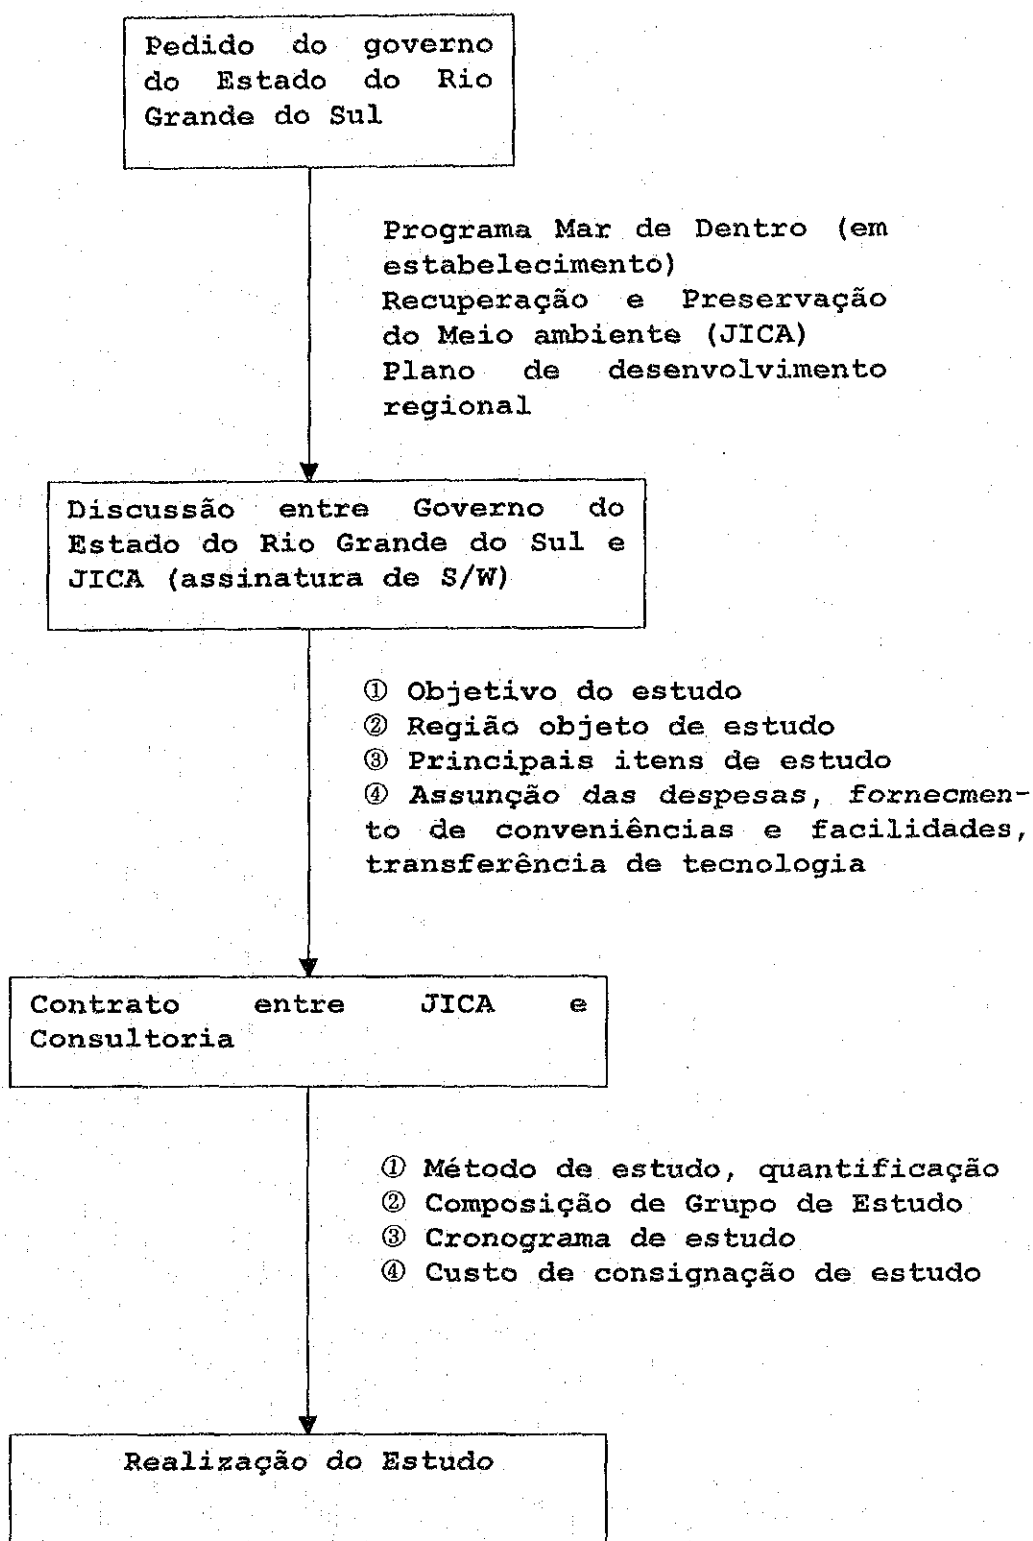 Pedido do governo
do Estado do Rio
Grande do Sul
Programa Mar de Dentro (em
estabelecimento)
Recuperação e Preservação
do Meio ambiente (JICA)
Plano de desenvolvimento
regional
Discussão entre Governo do
Estado do Rio Grande do Sul e
JICA (assinatura de S/W)
① Objetivo do estudo
② Região objeto de estudo
③ Principais itens de estudo
④ Assunção das despesas, fornecmen-
to de conveniências e facilidades,
transferência de tecnologia
Contrato entre JICA e
Consultoria
① Método de estudo, quantificação
② Composição de Grupo de Estudo
③ Cronograma de estudo
④ Custo de consignação de estudo
Realização do Estudo